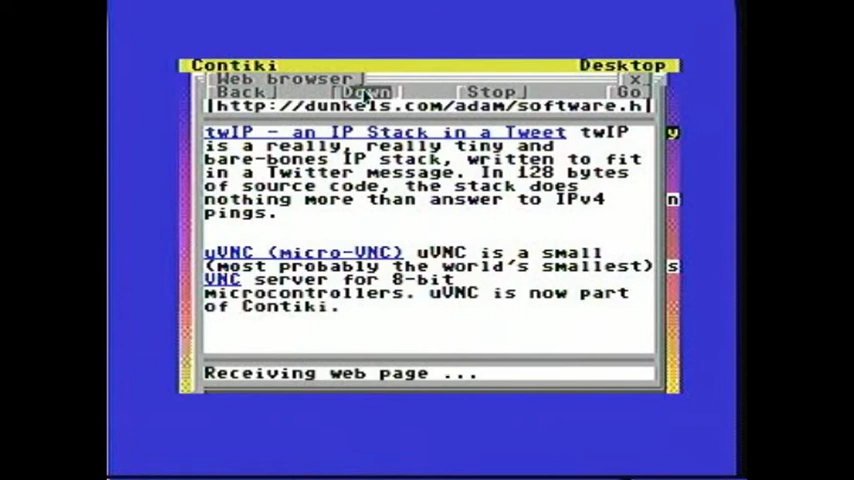 Contiki Desktop
Web browser x
Back Down Stop Go
http://dunkels.com/adam/software.h
twIP - an IP Stack in a Tweet twIP
is a really, really tiny and
bare-bones IP stack, written to fit
in a Twitter message. In 128 bytes
of source code, the stack does
nothing more than answer to IPv4
pings.
uVNC (micro-VNC) uVNC is a small
(most probably the world's smallest)
VNC server for 8-bit
microcontrollers. uVNC is now part
of Contiki.
y
n
s
Receiving web page ...